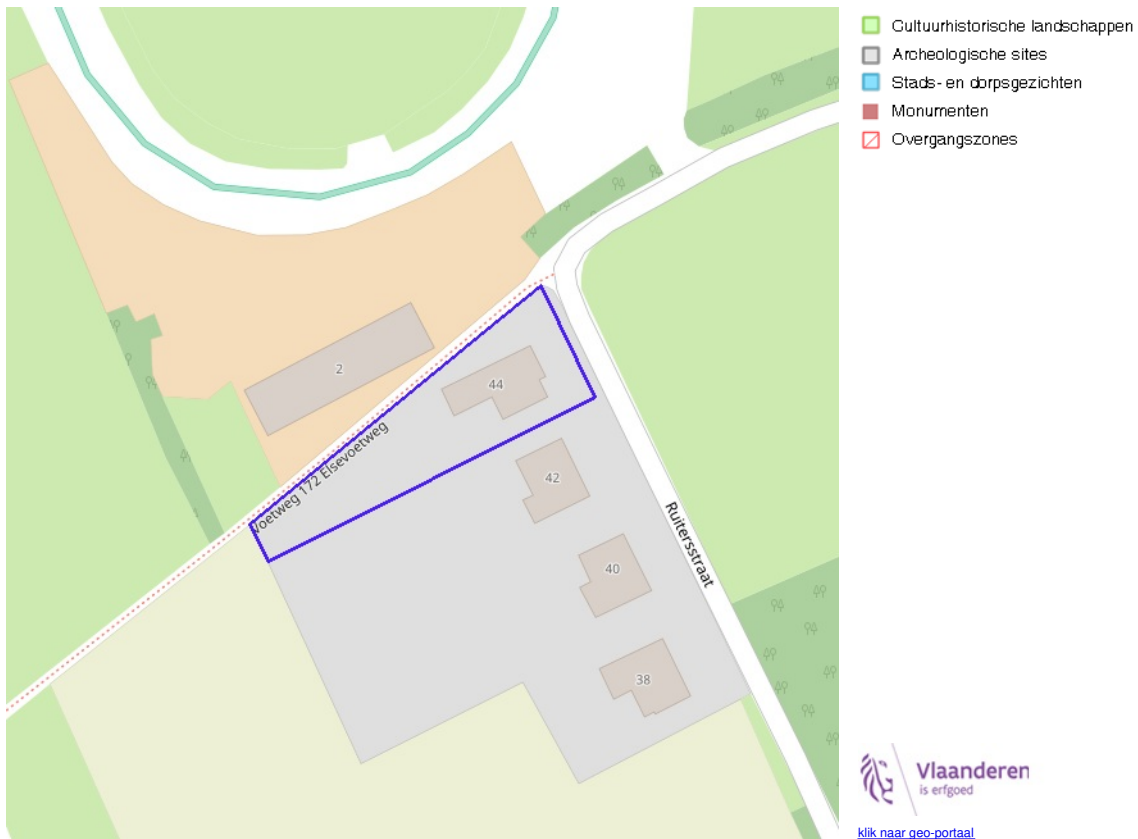 Cultuurhistorische landschappen
Archeologische sites
Stads- en dorpsgezichten
Monumenten
Overgangszones
2
44
Voetweg 172 Elsevoetweg
42
Ruitersstraat
40
38
Vlaanderen
is erfgoed
klik naar geo-portaal